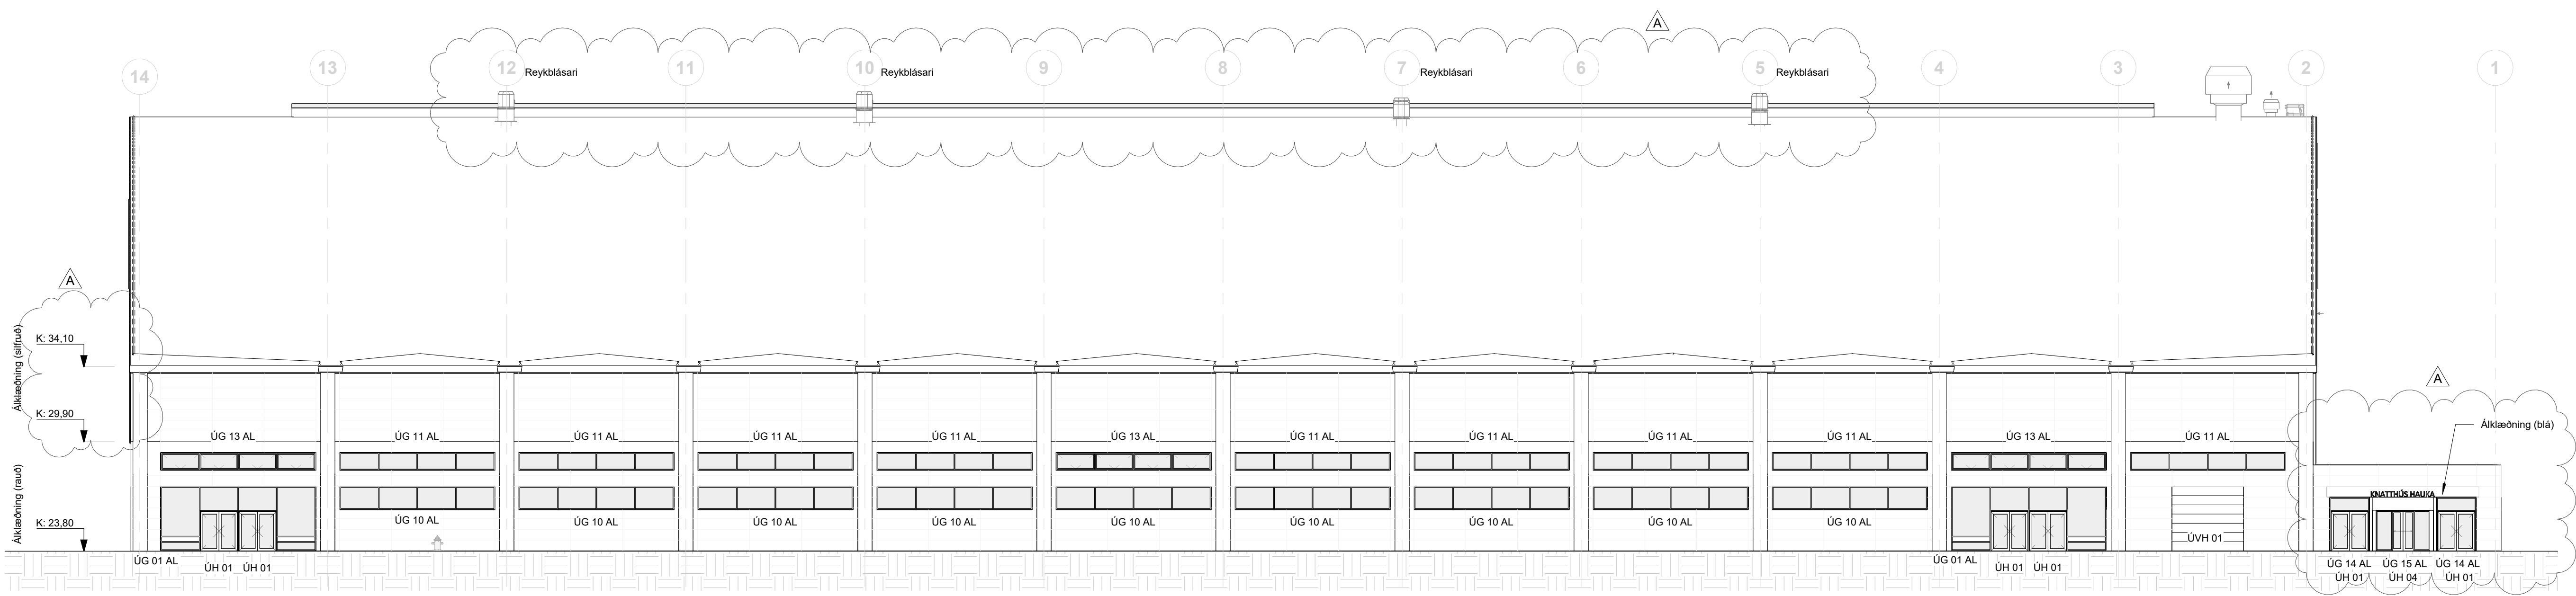 A
14
13
12
Reykblásari
11
10
Reykblásari
9
8
7
Reykblásari
6
5
Reykblásari
4
3
2
1
A
Álklæðning (silfruð)
K: 34,10
K: 29,90
Álklæðning (rauð)
K: 23,80
A
Álklæðning (blá)
ÚG 13 AL
ÚG 11 AL
ÚG 11 AL
ÚG 11 AL
ÚG 11 AL
ÚG 13 AL
ÚG 11 AL
ÚG 11 AL
ÚG 11 AL
ÚG 11 AL
ÚG 13 AL
ÚG 11 AL
KNATTHÚS HAUKA
ÚG 10 AL
ÚG 10 AL
ÚG 10 AL
ÚG 10 AL
ÚG 10 AL
ÚG 10 AL
ÚG 10 AL
ÚG 10 AL
ÚG 10 AL
ÚVH 01
ÚG 01 AL
ÚH 01
ÚH 01
ÚG 01 AL
ÚH 01
ÚH 01
ÚG 14 AL
ÚH 01
ÚG 15 AL
ÚH 04
ÚG 14 AL
ÚH 01